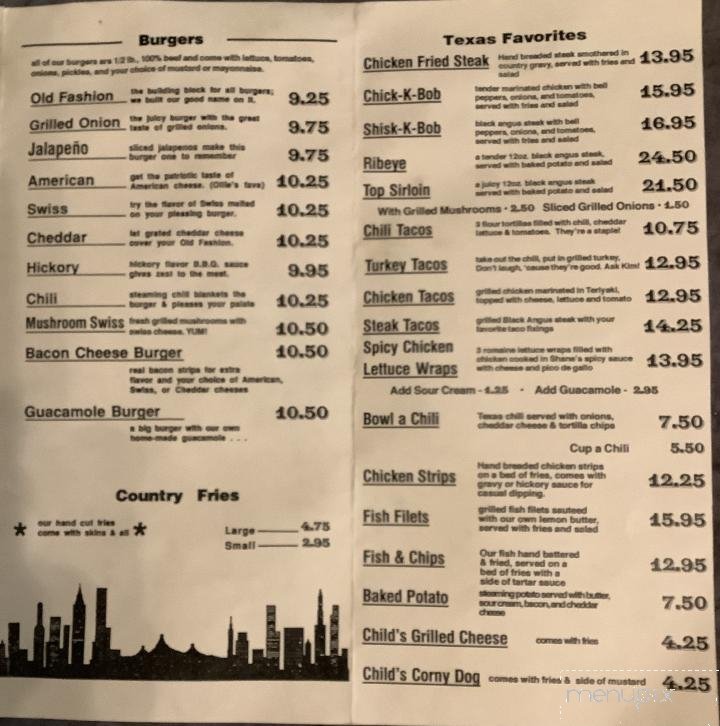 Burgers
all of our burgers are 1/2 lb., 100% beef and come with lettuce, tomatoes,
onions, pickles, and your choice of mustard or mayonnaise.
Old Fashion the building block for all burgers; 9.25
we built our good name on it.
Grilled Onion the juicy burger with the great 9.75
taste of grilled onions.
Jalapeño sliced jalapenos make this 9.75
burger one to remember
American get the patriotic taste of 10.25
American cheese. (Ollie's fave)
Swiss try the flavor of Swiss melted 10.25
on your pleasing burger.
Cheddar let grated cheddar cheese 10.25
cover your Old Fashion.
Hickory hickory flavor B.B.Q. sauce 9.95
gives zest to the meat.
Chili steaming chili blankets the 10.25
burger & pleases your palate
Mushroom Swiss fresh grilled mushrooms with 10.50
swiss cheese. YUM!
Bacon Cheese Burger 10.50
real bacon strips for extra
flavor and your choice of American,
Swiss, or Cheddar cheeses
Guacamole Burger 10.50
a big burger with our own
home-made guacamole . . .
Country Fries
* our hand cut fries *
come with skins & all
Large 4.75
Small 2.95
Texas Favorites
Chicken Fried Steak Hand breaded steak smothered in 13.95
country gravy, served with fries and
salad
Chick-K-Bob tender marinated chicken with bell 15.95
peppers, onions, and tomatoes,
served with fries and salad
Shisk-K-Bob black angus steak with bell 16.95
peppers, onions, and tomatoes,
served with fries and salad
Ribeye a tender 12oz. black angus steak, 24.50
served with baked potato and salad
Top Sirloin a juicy 12oz. black angus steak 21.50
served with baked potato and salad
With Grilled Mushrooms · 2.50 Sliced Grilled Onions · 1.50
Chili Tacos 3 flour tortillas filled with chili, cheddar 10.75
lettuce & tomatoes. They're a staple!
Turkey Tacos take out the chili, put in grilled turkey, 12.95
Don't laugh, 'cause they're good. Ask Kim!
Chicken Tacos grilled chicken marinated in Teriyaki, 12.95
topped with cheese, lettuce and tomato
Steak Tacos grilled Black Angus steak with your 14.25
favorite taco fixings
Spicy Chicken
Lettuce Wraps 3 romaine lettuce wraps filled with 13.95
chicken cooked in Shane's spicy sauce
with cheese and pico de gallo
Add Sour Cream - 1.25 · Add Guacamole - 2.95
Bowl a Chili Texas chili served with onions, 7.50
cheddar cheese & tortilla chips
Cup a Chili 5.50
Chicken Strips Hand breaded chicken strips 12.25
on a bed of fries, comes with
gravy or hickory sauce for
casual dipping.
Fish Filets grilled fish filets sauteed 15.95
with our own lemon butter,
served with fries and salad
Fish & Chips Our fish hand battered 12.95
& fried, served on a
bed of fries with a
side of tartar sauce
Baked Potato steaming potato served with butter, 7.50
sour cream, bacon, and cheddar
cheese
Child's Grilled Cheese comes with fries 4.25
Child's Corny Dog comes with fries & side of mustard 4.25
menupix